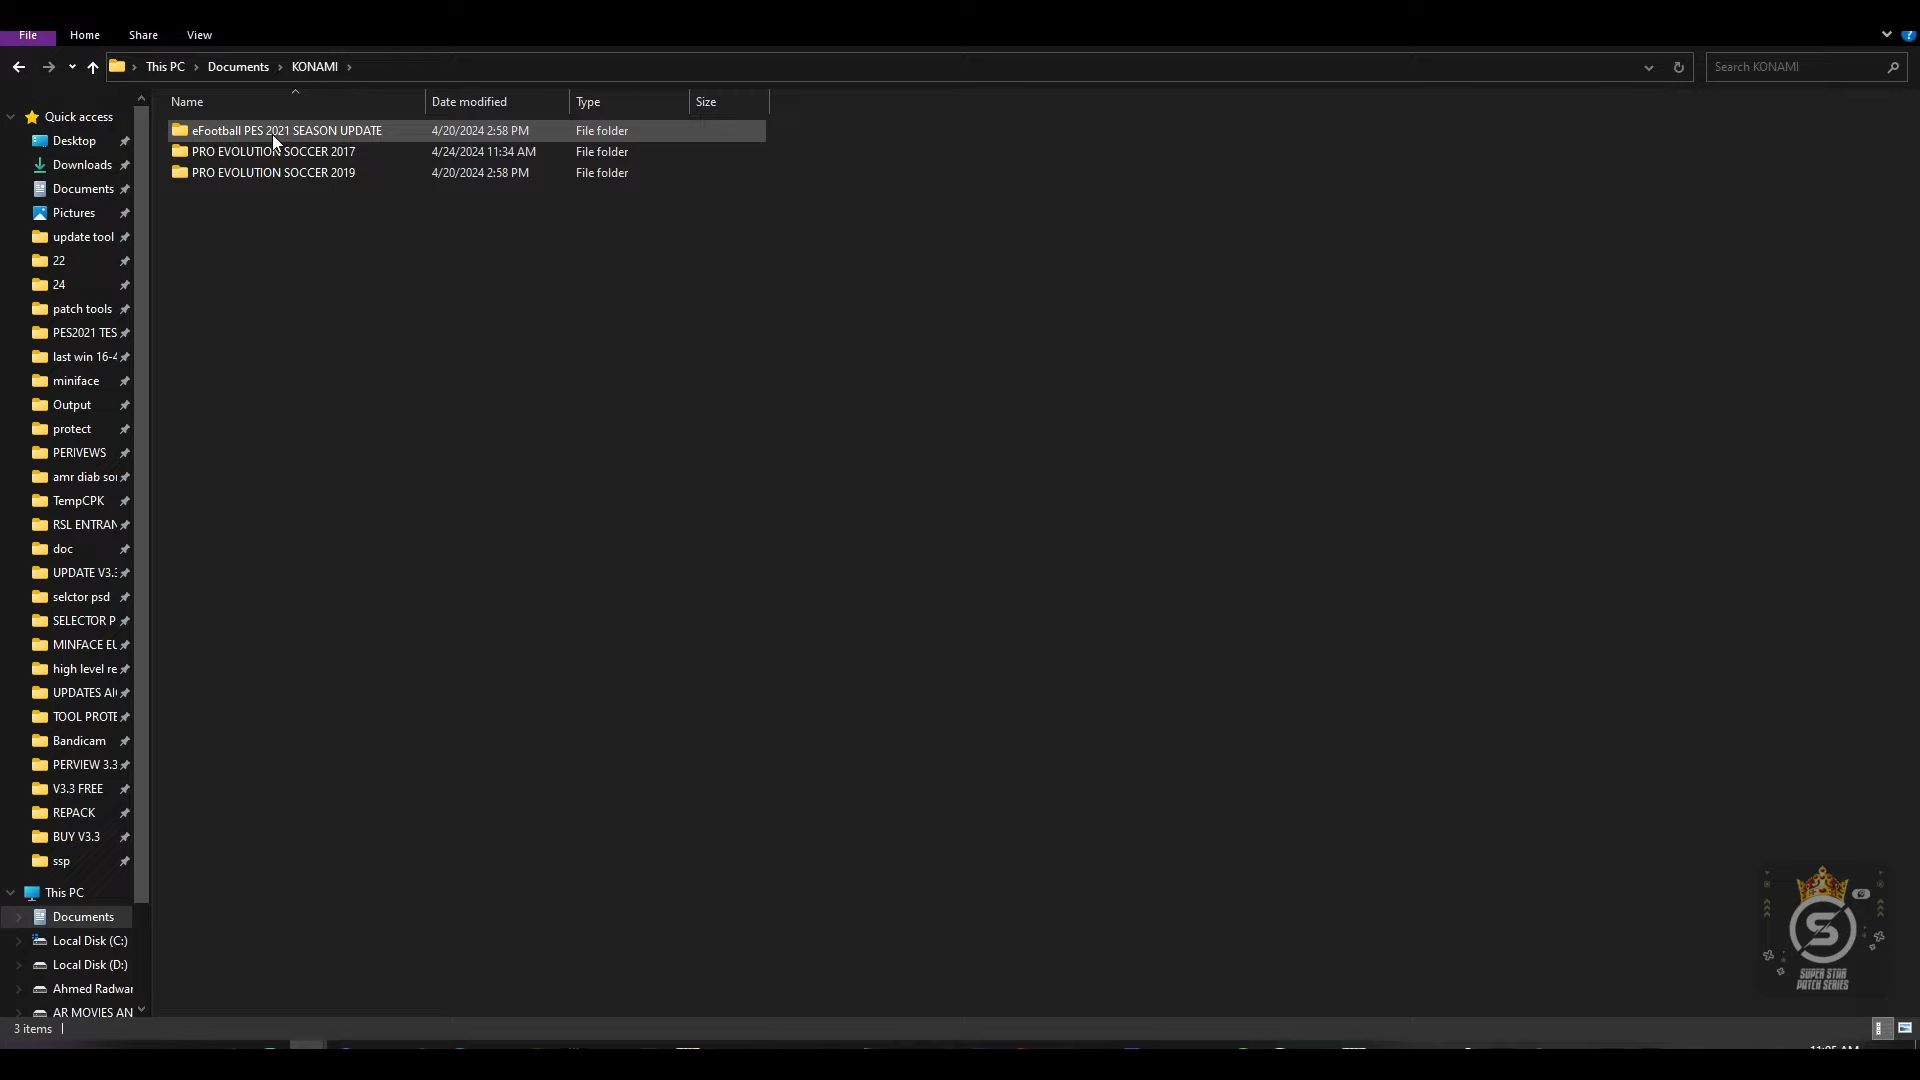 File Home Share View
This PC Documents KONAMI
Search KONAMI
Name Date modified Type Size
eFootball PES 2021 SEASON UPDATE 4/20/2024 2:58 PM File folder
PRO EVOLUTION SOCCER 2017 4/24/2024 11:34 AM File folder
PRO EVOLUTION SOCCER 2019 4/20/2024 2:58 PM File folder
Quick access
Desktop
Downloads
Documents
Pictures
update tool
22
24
patch tools
PES2021 TES
last win 16-4
miniface
Output
protect
PERIVEWS
amr diab
TempCPK
RSL ENTRAN
doc
UPDATE V3.3
selctor psd
SELECTOR P
MINFACE EU
high level re
UPDATES
TOOL PROTE
Bandicam
PERVIEW 3.3
V3.3 FREE
REPACK
BUY V3.3
ssp
This PC
Documents
Local Disk (C:)
Local Disk (D:)
Ahmed Radwar
AR MOVIES AN
3 items
S
SUPER STAR
PATCH SERIES